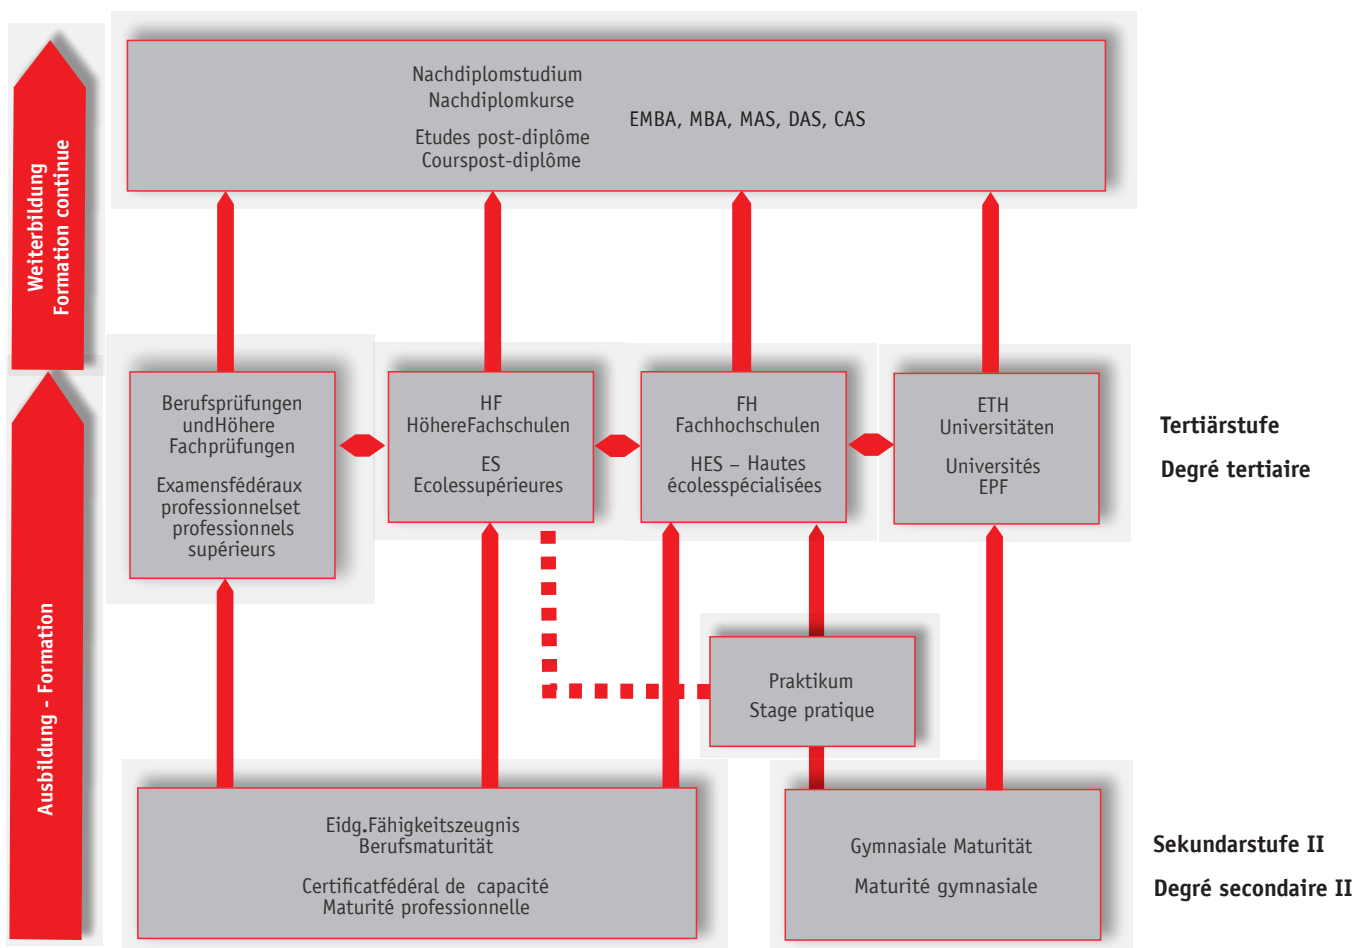 Nachdiplomstudium
Nachdiplomkurse
Etudes post-diplôme
Courspost-diplôme
EMBA, MBA, MAS, DAS, CAS
Weiterbildung
Formation continue
Berufsprüfungen
undHöhere
Fachprüfungen
Examensfédéraux
professionnelset
professionnels
supérieurs
HF
HöhereFachschulen
ES
Ecolessupérieures
FH
Fachhochschulen
HES – Hautes
écolesspécialisées
ETH
Universitäten
Universités
EPF
Tertiärstufe
Degré tertiaire
Ausbildung - Formation
Praktikum
Stage pratique
Eidg.Fähigkeitszeugnis
Berufsmaturität
Certificatfédéral de capacité
Maturité professionnelle
Gymnasiale Maturität
Maturité gymnasiale
Sekundarstufe II
Degré secondaire II